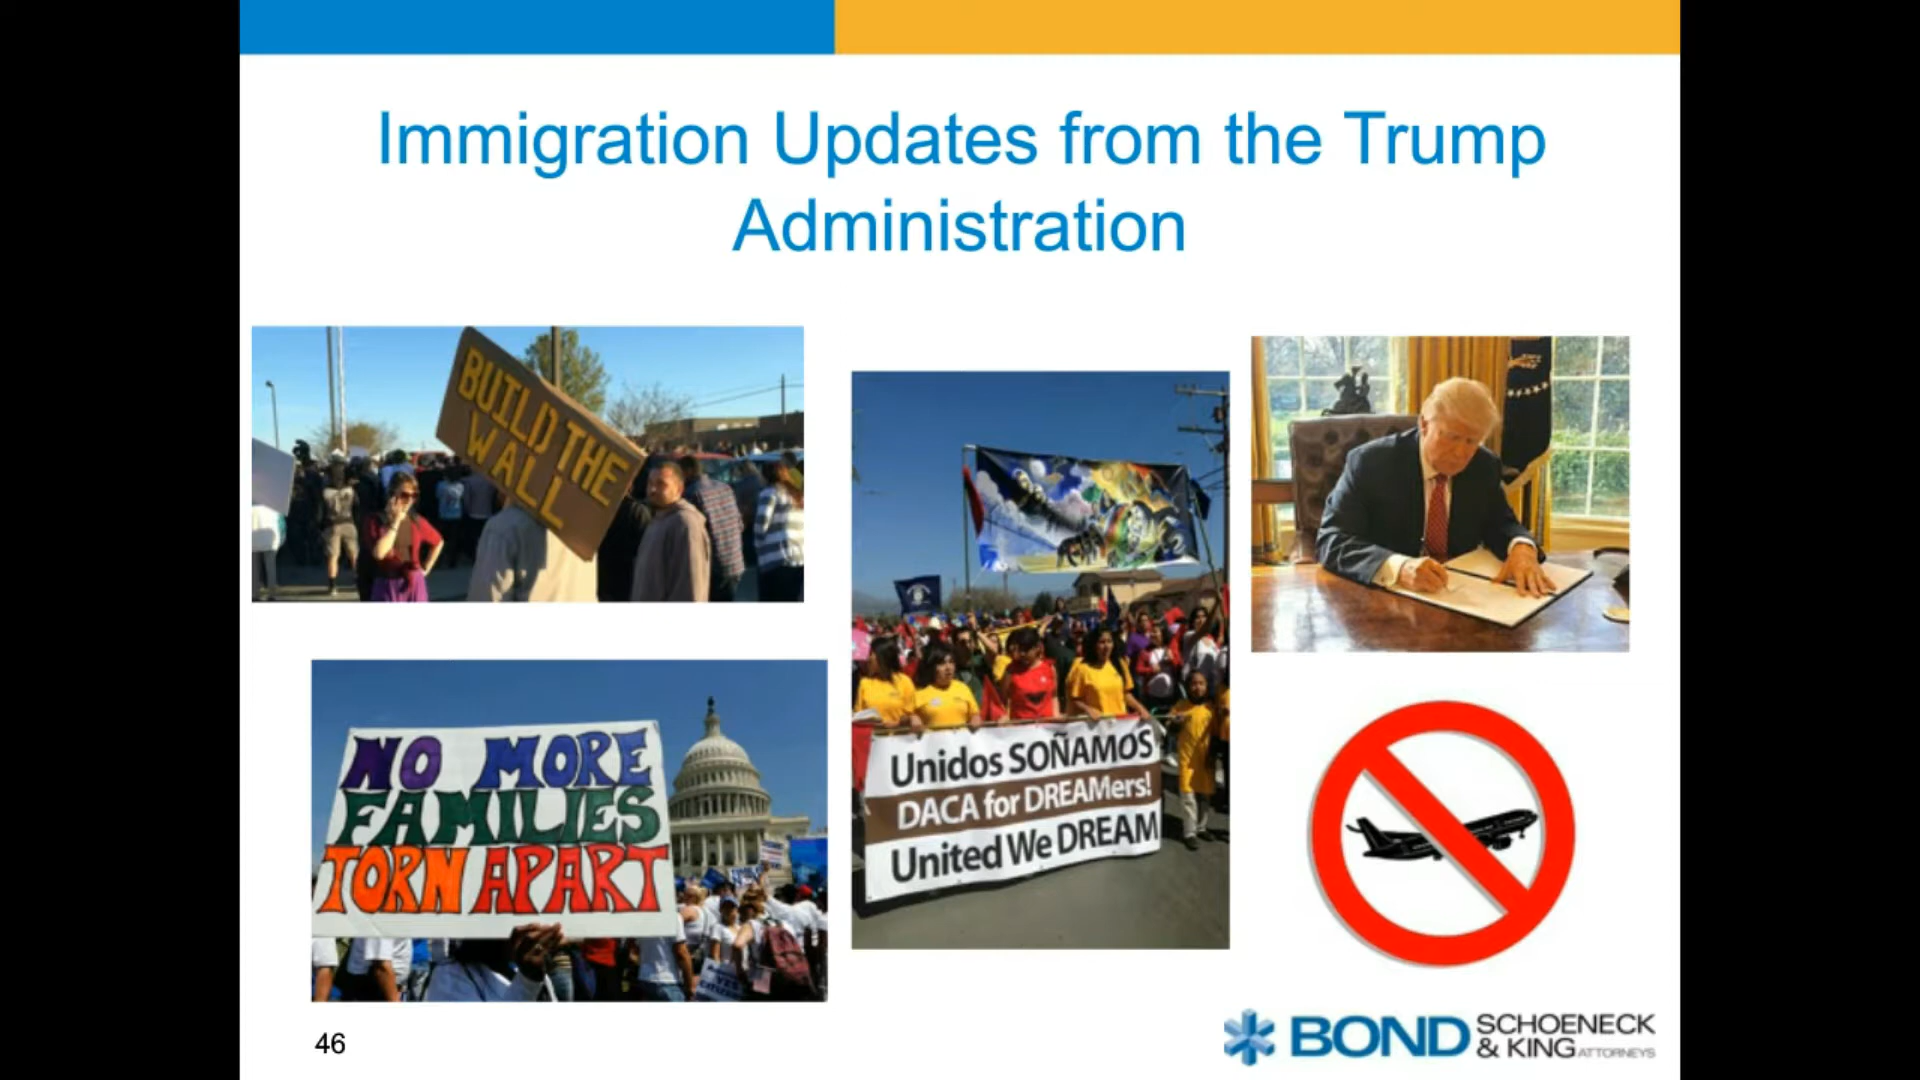 Immigration Updates from the Trump
Administration
BUILD THE
WALL
NO MORE
FAMILIES
TORN APART
Unidos SOÑAMOS
DACA for DREAMers!
United We DREAM
46
BOND SCHOENECK
& KING ATTORNEYS